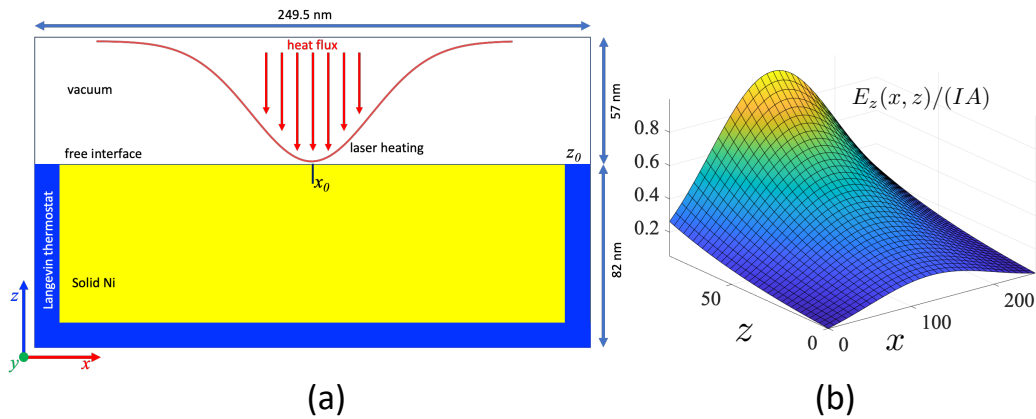 249.5 nm
heat flux
vacuum
57 nm
free interface
laser heating
z₀
x₀
Langevin thermostat
82 nm
Solid Ni
z
y
x
(a)
E_z(x, z)/(IA)
0.8
0.6
0.4
0.2
50
0
z
0
100
200
x
(b)